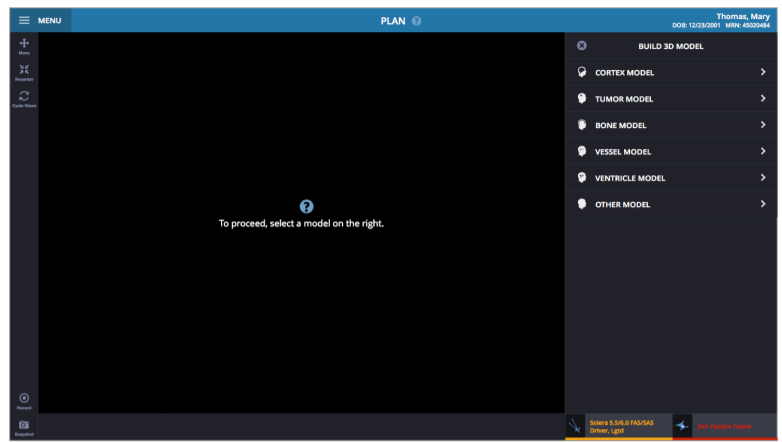 MENU
PLAN ?
Thomas, Mary
DOB: 12/23/2001 MRN: 45020484
Move
Recenter
Cycle Views
BUILD 3D MODEL
CORTEX MODEL
TUMOR MODEL
BONE MODEL
VESSEL MODEL
VENTRICLE MODEL
OTHER MODEL
?
To proceed, select a model on the right.
Record
Snapshot
Solera 5.5/6.0 FAS/SAS
Driver, Lgtd
Passive Frame